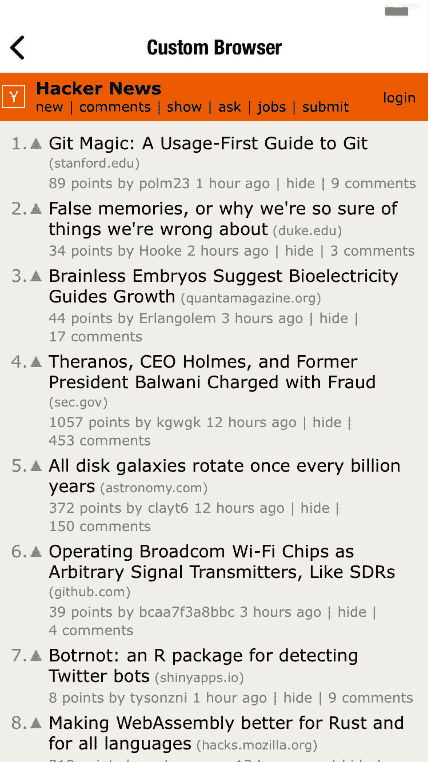 Custom Browser
Y
Hacker News
new | comments | show | ask | jobs | submit
login
1. Git Magic: A Usage-First Guide to Git
(stanford.edu)
89 points by polm23 1 hour ago | hide | 9 comments
2. False memories, or why we're so sure of
things we're wrong about (duke.edu)
34 points by Hooke 2 hours ago | hide | 3 comments
3. Brainless Embryos Suggest Bioelectricity
Guides Growth (quantamagazine.org)
44 points by Erlangolem 3 hours ago | hide |
17 comments
4. Theranos, CEO Holmes, and Former
President Balwani Charged with Fraud
(sec.gov)
1057 points by kgwgk 12 hours ago | hide |
453 comments
5. All disk galaxies rotate once every billion
years (astronomy.com)
372 points by clayt6 12 hours ago | hide |
150 comments
6. Operating Broadcom Wi-Fi Chips as
Arbitrary Signal Transmitters, Like SDRs
(github.com)
39 points by bcaa7f3a8bbc 3 hours ago | hide |
4 comments
7. Botrnot: an R package for detecting
Twitter bots (shinyapps.io)
8 points by tysonzni 1 hour ago | hide | 9 comments
8. Making WebAssembly better for Rust and
for all languages (hacks.mozilla.org)